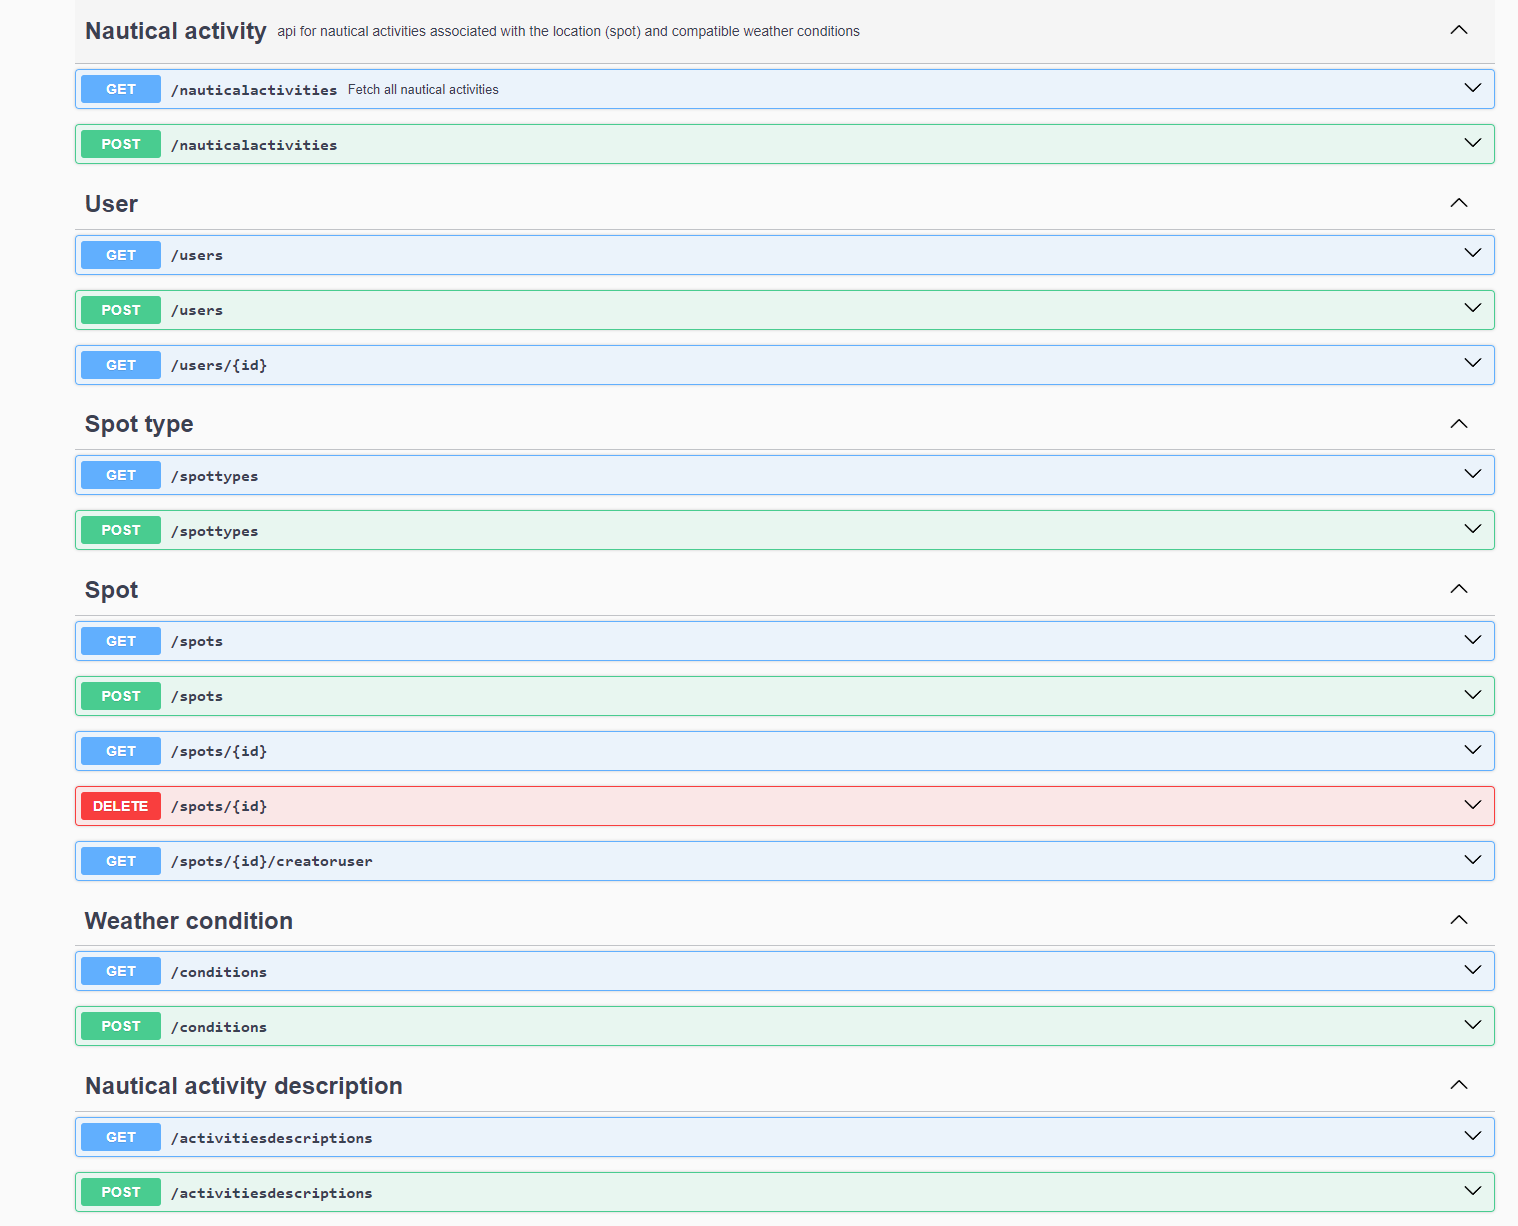 Nautical activity api for nautical activities associated with the location (spot) and compatible weather conditions
GET /nauticalactivities Fetch all nautical activities
POST /nauticalactivities
User
GET /users
POST /users
GET /users/{id}
Spot type
GET /spottypes
POST /spottypes
Spot
GET /spots
POST /spots
GET /spots/{id}
DELETE /spots/{id}
GET /spots/{id}/creatoruser
Weather condition
GET /conditions
POST /conditions
Nautical activity description
GET /activitiesdescriptions
POST /activitiesdescriptions